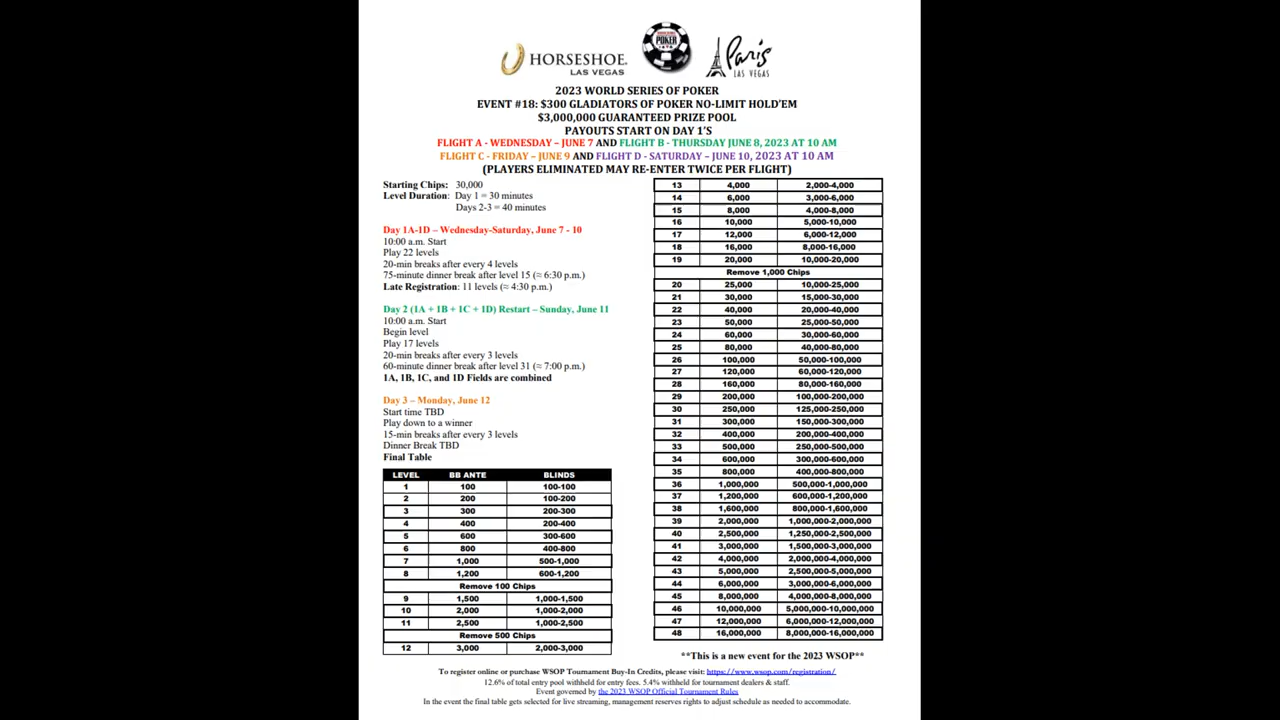 HORSESHOE
LAS VEGAS
POKER
Paris
LAS VEGAS
2023 WORLD SERIES OF POKER
EVENT #18: $300 GLADIATORS OF POKER NO-LIMIT HOLD'EM
$3,000,000 GUARANTEED PRIZE POOL
PAYOUTS START ON DAY 1'S
FLIGHT A - WEDNESDAY – JUNE 7 AND FLIGHT B - THURSDAY JUNE 8, 2023 AT 10 AM
FLIGHT C - FRIDAY – JUNE 9 AND FLIGHT D - SATURDAY – JUNE 10, 2023 AT 10 AM
(PLAYERS ELIMINATED MAY RE-ENTER TWICE PER FLIGHT)
Starting Chips: 30,000
Level Duration: Day 1 = 30 minutes
Days 2-3 = 40 minutes
Day 1A-1D – Wednesday-Saturday, June 7 - 10
10:00 a.m. Start
Play 22 levels
20-min breaks after every 4 levels
75-minute dinner break after level 15 (≈ 6:30 p.m.)
Late Registration: 11 levels (≈ 4:30 p.m.)
Day 2 (1A + 1B + 1C + 1D) Restart – Sunday, June 11
10:00 a.m. Start
Begin level
Play 17 levels
20-min breaks after every 3 levels
60-minute dinner break after level 31 (≈ 7:00 p.m.)
1A, 1B, 1C, and 1D Fields are combined
Day 3 – Monday, June 12
Start time TBD
Play down to a winner
15-min breaks after every 3 levels
Dinner Break TBD
Final Table
LEVEL BB ANTE BLINDS
1 100 100-100
2 200 100-200
3 300 200-300
4 400 200-400
5 600 300-600
6 800 400-800
7 1,000 500-1,000
8 1,200 600-1,200
Remove 100 Chips
9 1,500 1,000-1,500
10 2,000 1,000-2,000
11 2,500 1,000-2,500
Remove 500 Chips
12 3,000 2,000-3,000
13 4,000 2,000-4,000
14 6,000 3,000-6,000
15 8,000 4,000-8,000
16 10,000 5,000-10,000
17 12,000 6,000-12,000
18 16,000 8,000-16,000
19 20,000 10,000-20,000
Remove 1,000 Chips
20 25,000 10,000-25,000
21 30,000 15,000-30,000
22 40,000 20,000-40,000
23 50,000 25,000-50,000
24 60,000 30,000-60,000
25 80,000 40,000-80,000
26 100,000 50,000-100,000
27 120,000 60,000-120,000
28 160,000 80,000-160,000
29 200,000 100,000-200,000
30 250,000 125,000-250,000
31 300,000 150,000-300,000
32 400,000 200,000-400,000
33 500,000 250,000-500,000
34 600,000 300,000-600,000
35 800,000 400,000-800,000
36 1,000,000 500,000-1,000,000
37 1,200,000 600,000-1,200,000
38 1,600,000 800,000-1,600,000
39 2,000,000 1,000,000-2,000,000
40 2,500,000 1,250,000-2,500,000
41 3,000,000 1,500,000-3,000,000
42 4,000,000 2,000,000-4,000,000
43 5,000,000 2,500,000-5,000,000
44 6,000,000 3,000,000-6,000,000
45 8,000,000 4,000,000-8,000,000
46 10,000,000 5,000,000-10,000,000
47 12,000,000 6,000,000-12,000,000
48 16,000,000 8,000,000-16,000,000
**This is a new event for the 2023 WSOP**
To register online or purchase WSOP Tournament Buy-In Credits, please visit: https://www.wsop.com/registration/
12.6% of total entry pool withheld for entry fees. 5.4% withheld for tournament dealers & staff.
Event governed by the 2023 WSOP Official Tournament Rules
In the event the final table gets selected for live streaming, management reserves rights to adjust schedule as needed to accommodate.